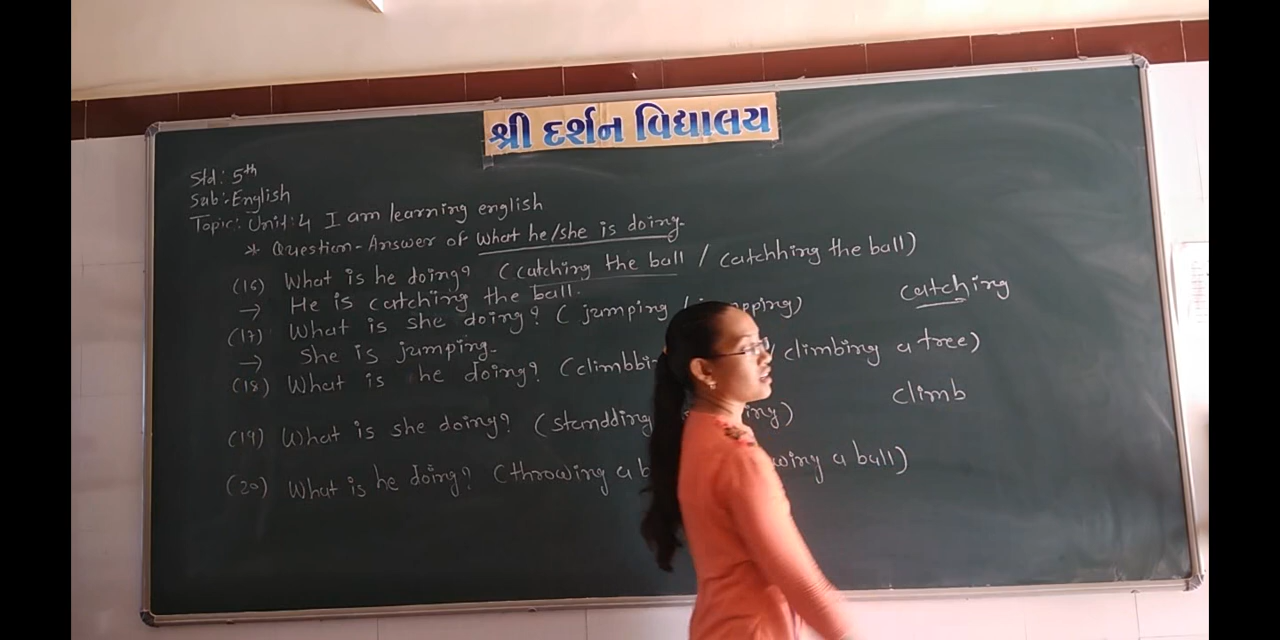 શ્રી દર્શન વિદ્યાલય
Std: 5th
Sub:- English
Topic: Unit: 4 I am learning english
* Question-Answer of what he/she is doing.
(16) What is he doing? (catching the ball / catchhing the ball)
→ He is catching the ball.
catching
(17) What is she doing? ( jumping /
→ She is jumping.
(18) What is he doing? (climbbi climbing a tree)
climb
(19) What is she doing? (standding
(20) What is he doing? (throwing a b wing a ball)